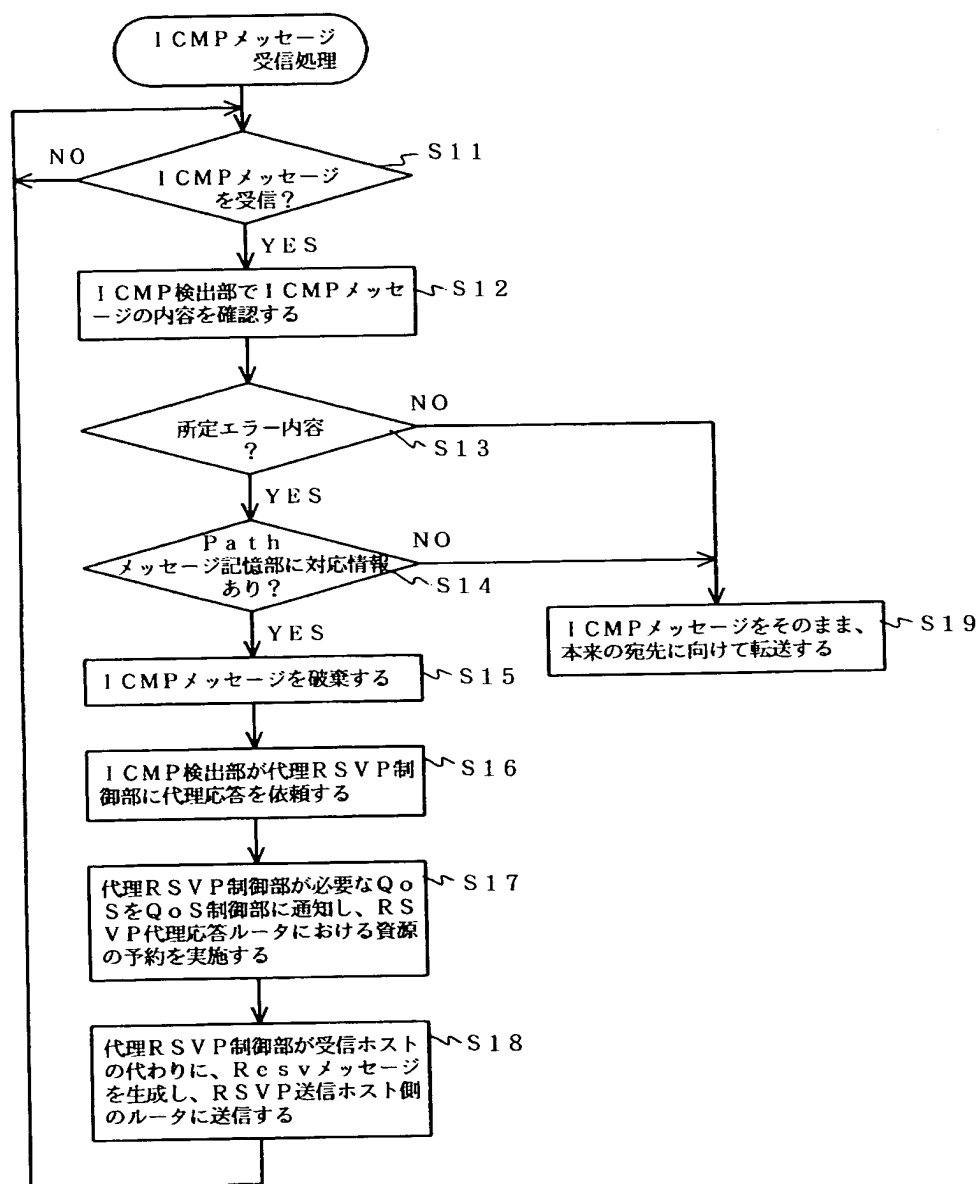 ＩＣＭＰメッセージ
受信処理
ＮＯ
Ｓ１１
ＩＣＭＰメッセージ
を受信？
ＹＥＳ
ＩＣＭＰ検出部でＩＣＭＰメッセ
ージの内容を確認する
Ｓ１２
ＮＯ
所定エラー内容
？
Ｓ１３
ＹＥＳ
Ｐａｔｈ
メッセージ記憶部に対応情報
あり？
ＮＯ
Ｓ１４
ＹＥＳ
ＩＣＭＰメッセージをそのまま、
本来の宛先に向けて転送する
Ｓ１９
ＩＣＭＰメッセージを破棄する
Ｓ１５
ＩＣＭＰ検出部が代理ＲＳＶＰ制
御部に代理応答を依頼する
Ｓ１６
代理ＲＳＶＰ制御部が必要なＱｏ
ＳをＱｏＳ制御部に通知し、ＲＳ
ＶＰ代理応答ルータにおける資源
の予約を実施する
Ｓ１７
代理ＲＳＶＰ制御部が受信ホスト
の代わりに、Ｒｅｓｖメッセージ
を生成し、ＲＳＶＰ送信ホスト側
のルータに送信する
Ｓ１８